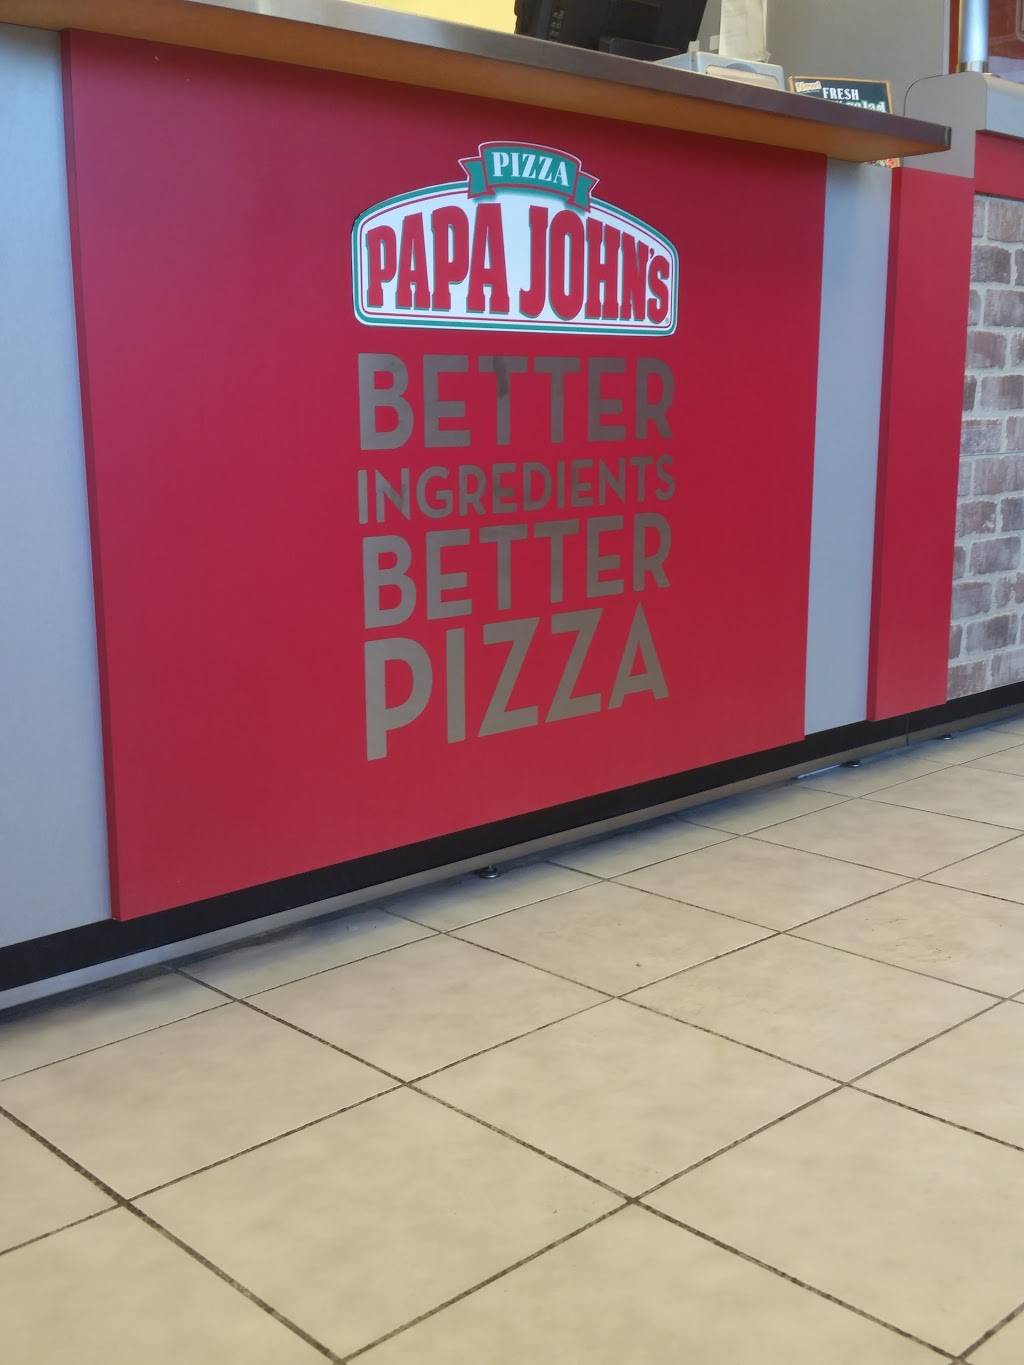 FRESH
PIZZA
PAPA JOHN'S
BETTER
INGREDIENTS
BETTER
PIZZA